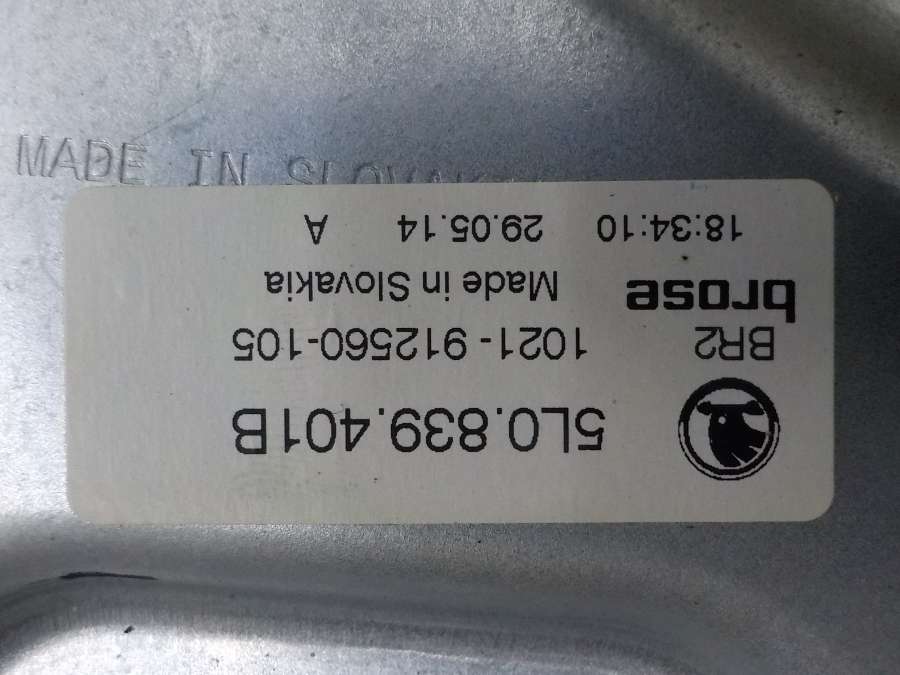 MADE IN SLOVAKIA
5L0.839.401B
BR2 1021-912560-105
brose Made in Slovakia
18:34:10 29.05.14 A